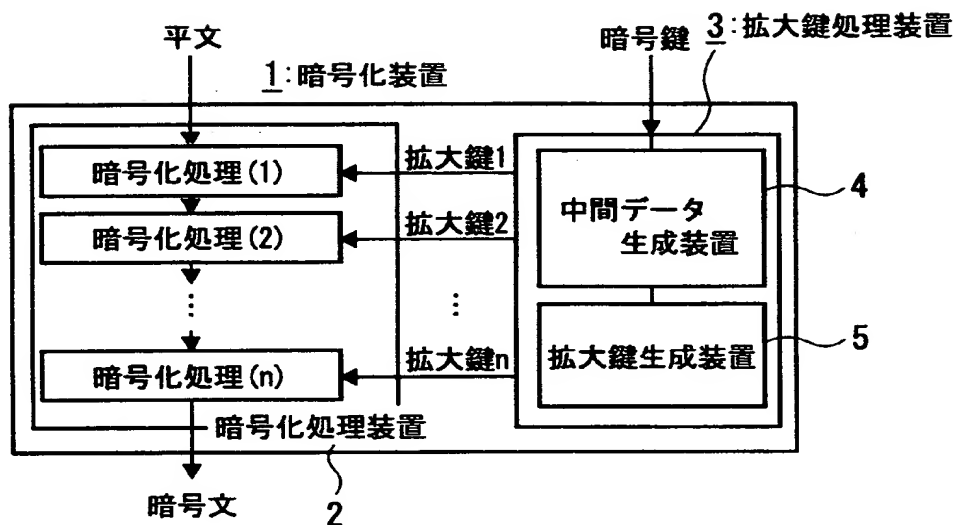 平文
1:暗号化装置
暗号鍵
3:拡大鍵処理装置
暗号化処理(1)
拡大鍵1
暗号化処理(2)
拡大鍵2
⋮
⋮
暗号化処理(n)
拡大鍵n
中間データ
生成装置
4
拡大鍵生成装置
5
暗号化処理装置
2
暗号文